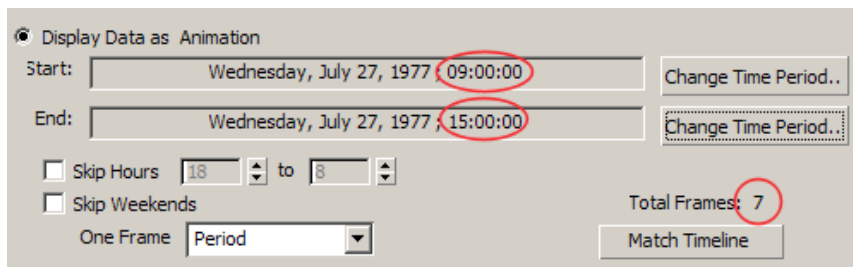 Display Data as Animation
Start: Wednesday, July 27, 1977 ; 09:00:00 Change Time Period..
End: Wednesday, July 27, 1977 ; 15:00:00 Change Time Period..
Skip Hours 18 to 8
Skip Weekends Total Frames: 7
One Frame Period Match Timeline